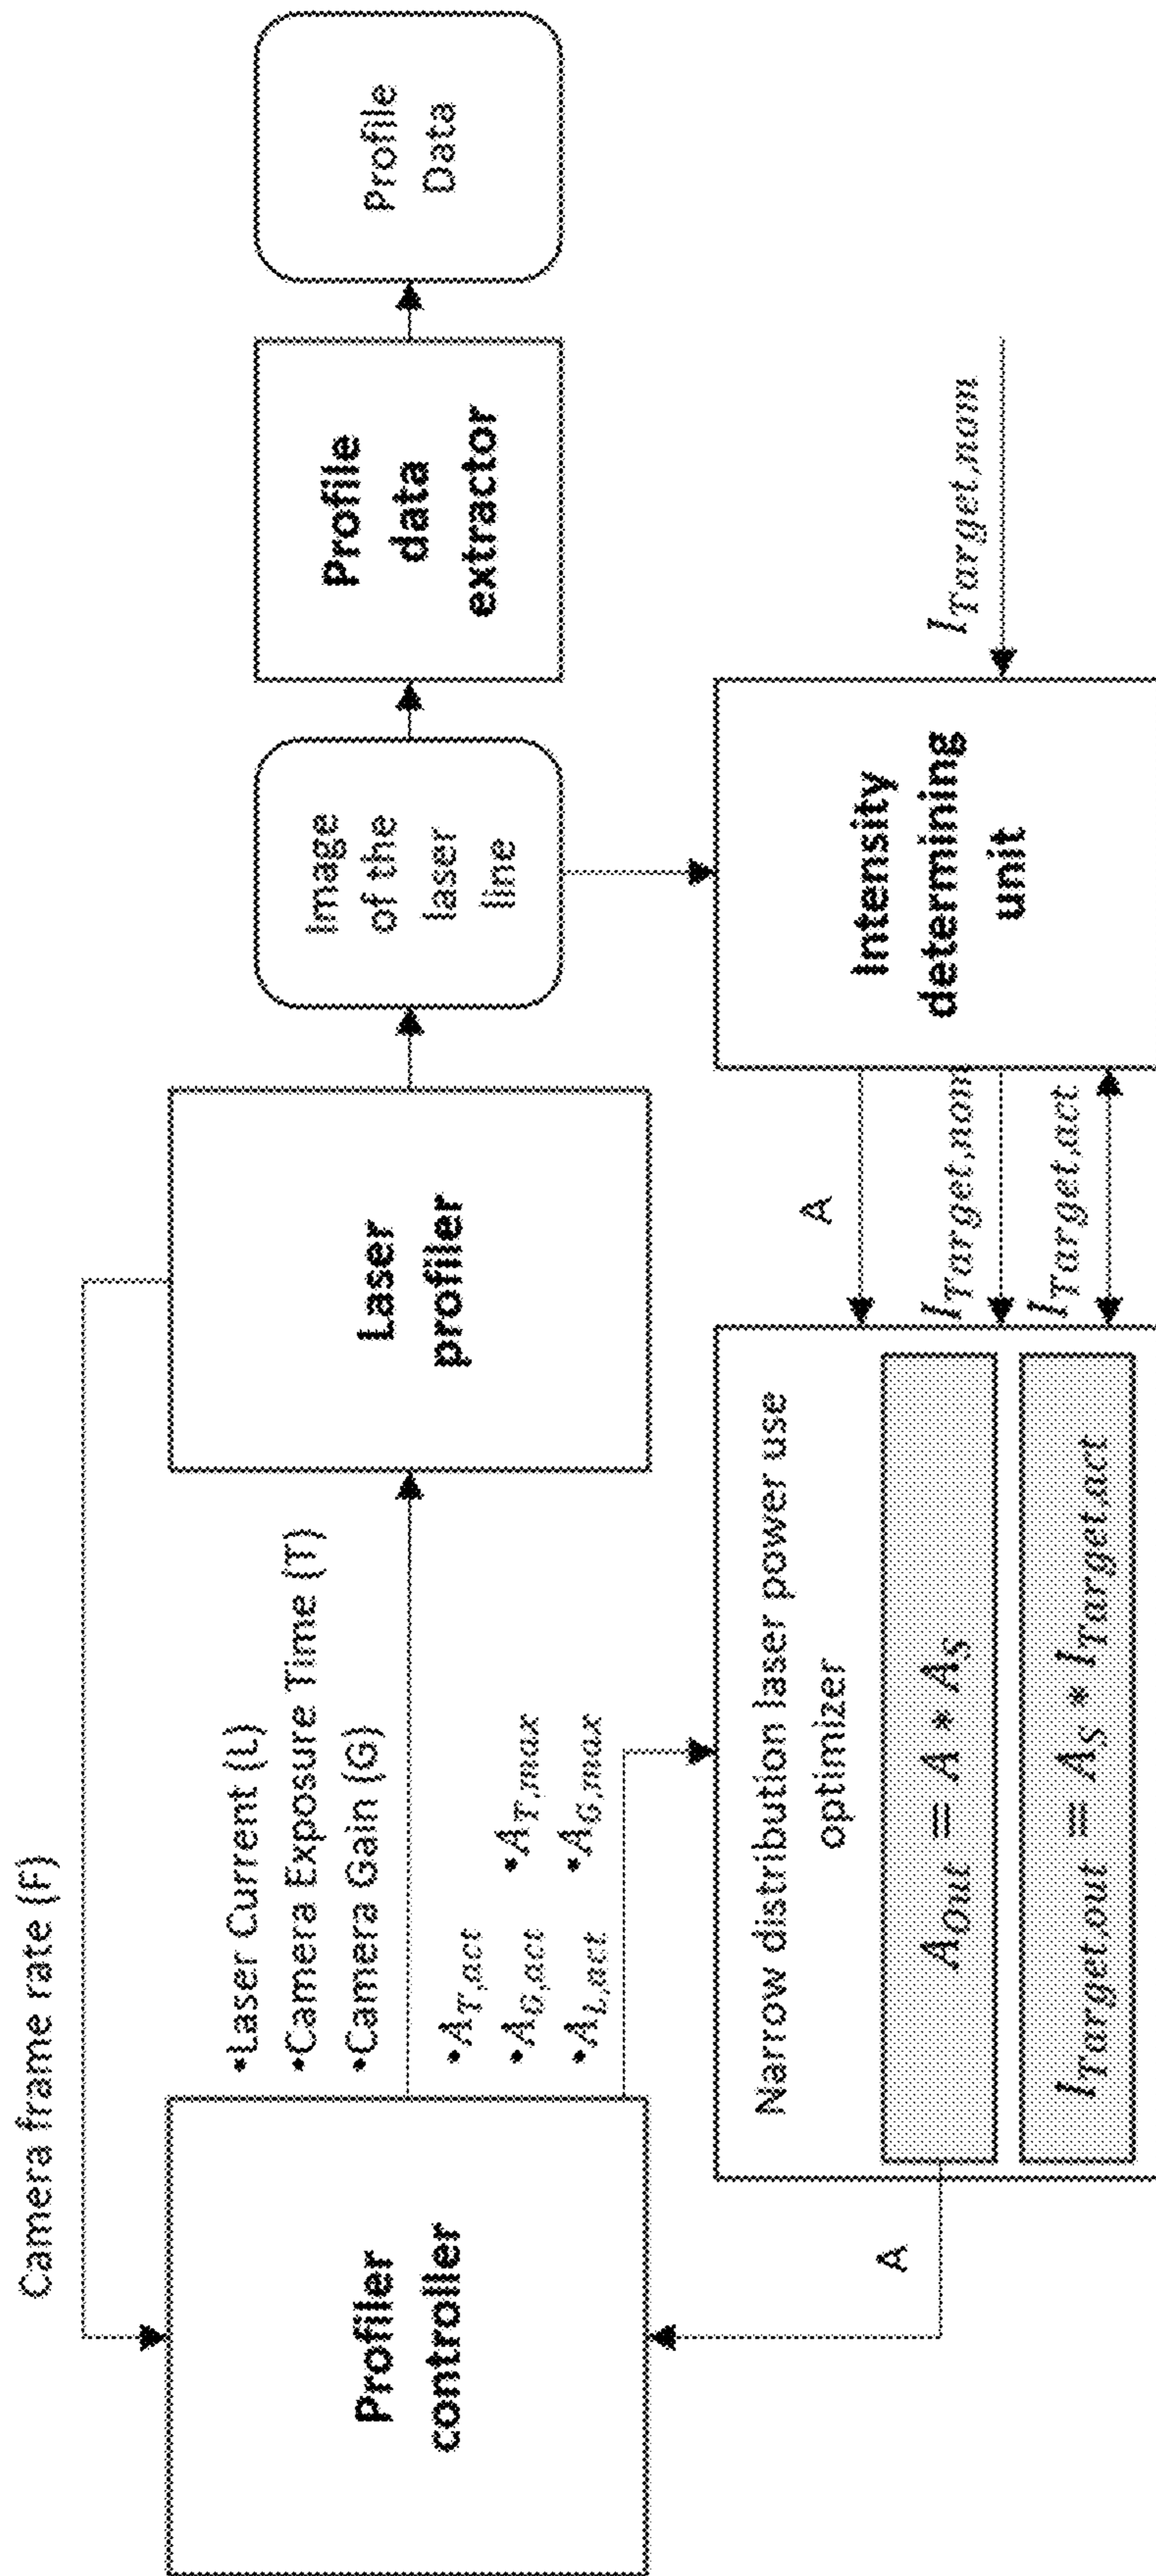 Camera frame rate (F)
Profiler
controller
•Laser Current (L)
•Camera Exposure Time (T)
•Camera Gain (G)
•A_{T,act}
•A_{G,act} •A_{T,max}
•A_{L,act} •A_{G,max}
Laser
profiler
Image
of the
laser
line
Profile
data
extractor
Profile
Data
A
Narrow distribution laser power use
optimizer
A_{Out} = A * A_S
I_{Target,out} = A_S * I_{Target,act}
A
I_{Target,nom}
I_{Target,act}
Intensity
determining
unit
I_{Target,nom}